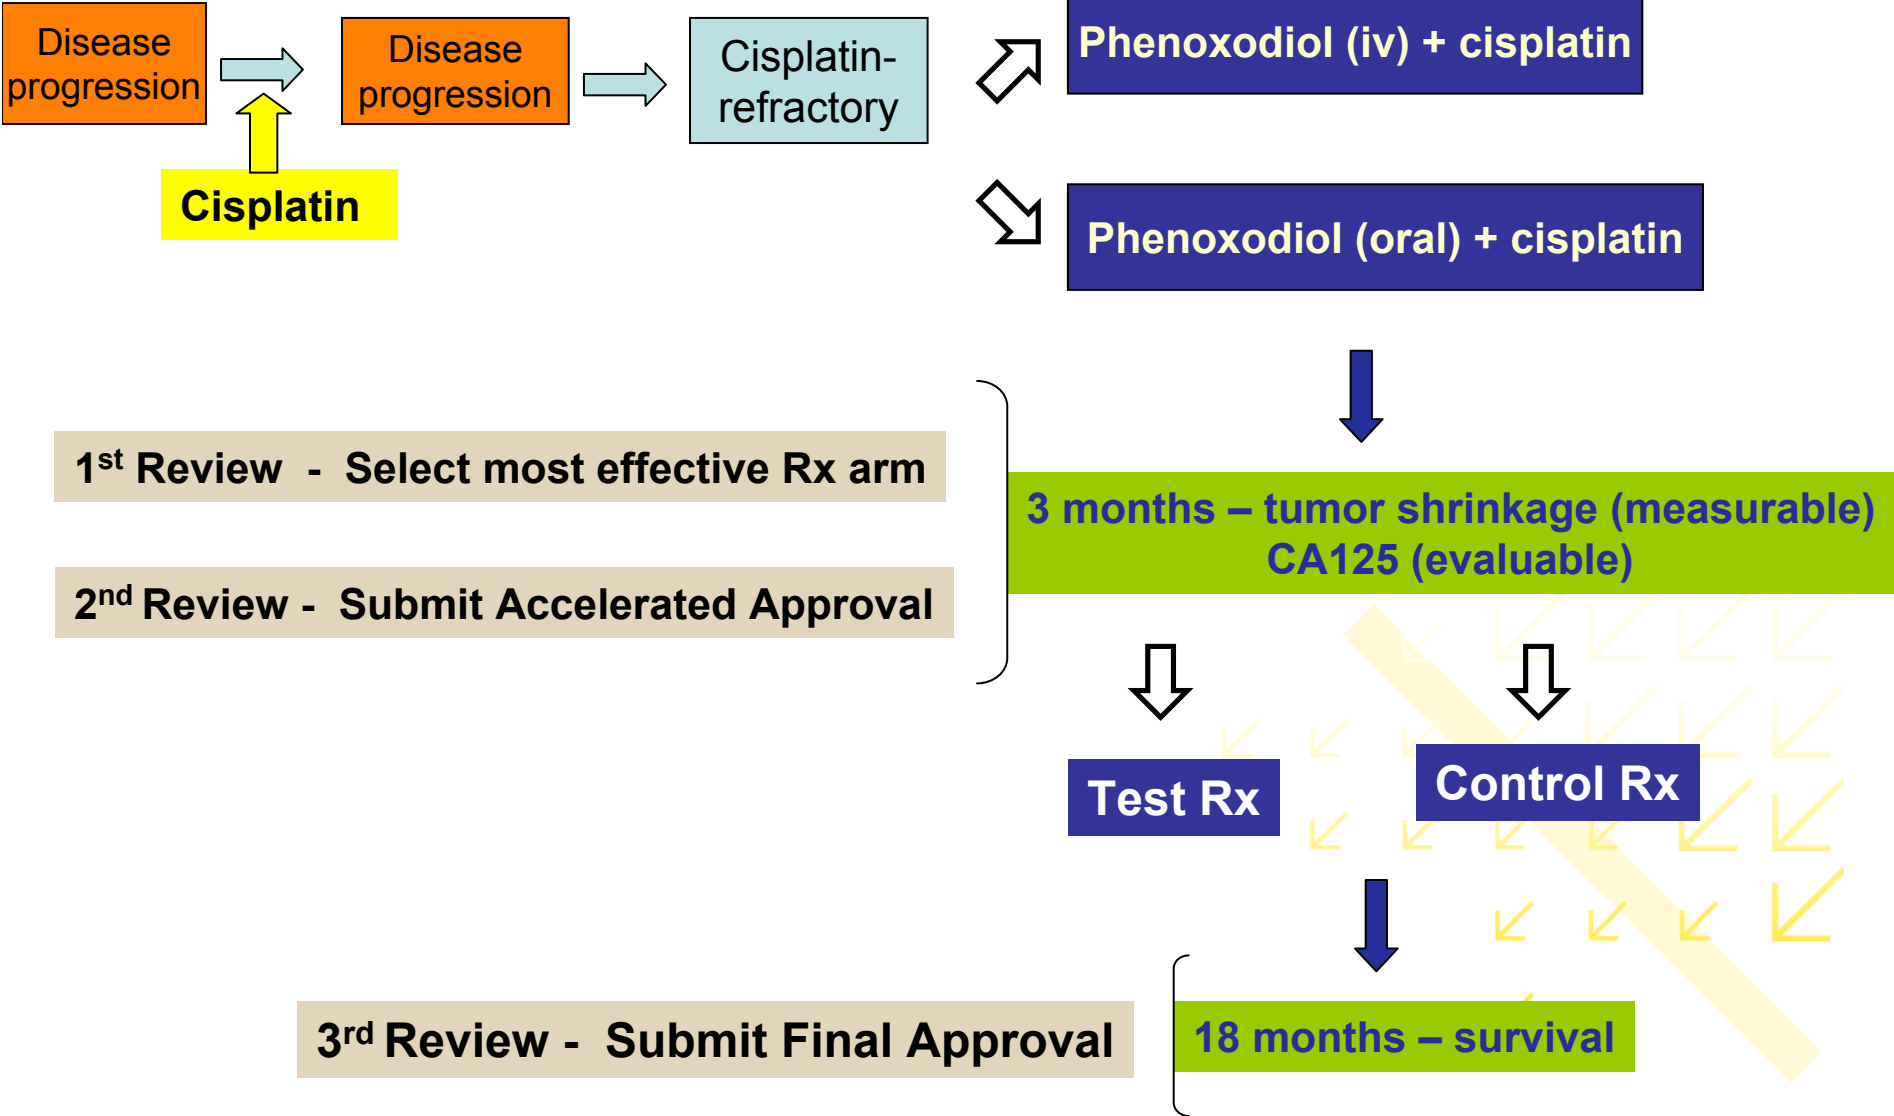 Disease
progression
Disease
progression
Cisplatin-
refractory
Phenoxodiol (iv) + cisplatin
Cisplatin
Phenoxodiol (oral) + cisplatin
1st Review - Select most effective Rx arm
3 months – tumor shrinkage (measurable)
CA125 (evaluable)
2nd Review - Submit Accelerated Approval
Test Rx
Control Rx
3rd Review - Submit Final Approval
18 months – survival